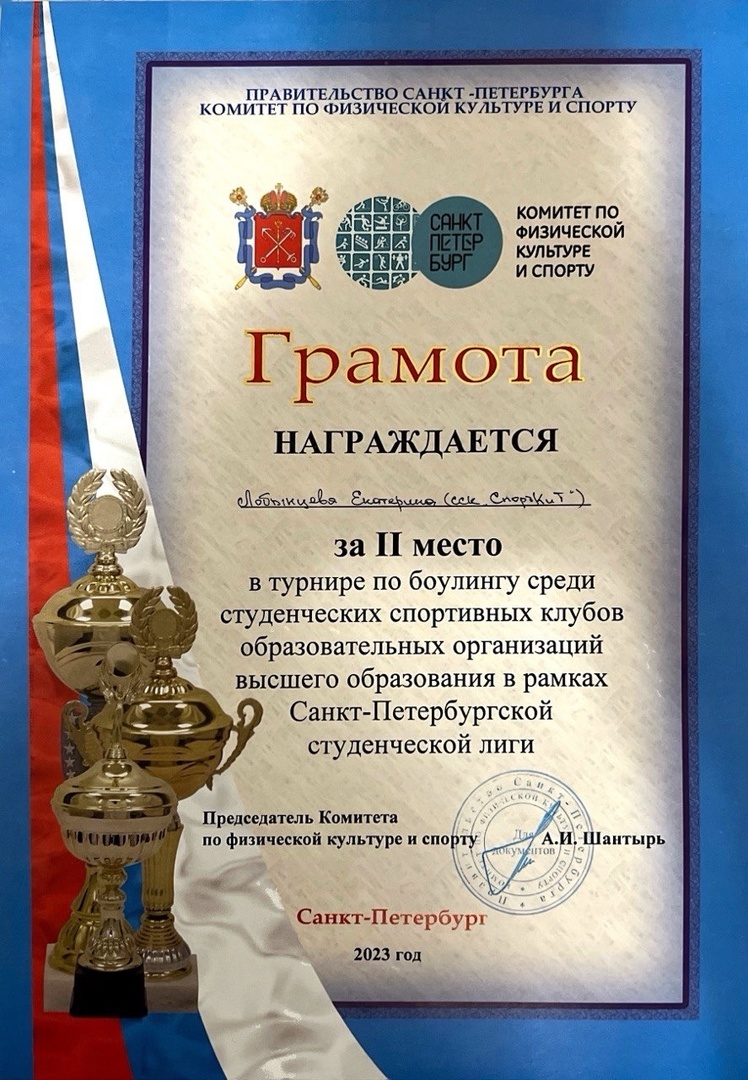 ПРАВИТЕЛЬСТВО САНКТ -ПЕТЕРБУРГА
КОМИТЕТ ПО ФИЗИЧЕСКОЙ КУЛЬТУРЕ И СПОРТУ
САНКТ
ПЕТЕР
БУРГ
КОМИТЕТ ПО
ФИЗИЧЕСКОЙ
КУЛЬТУРЕ
И СПОРТУ
Грамота
НАГРАЖДАЕТСЯ
Лобынцева Екатерина (сск „СпортКиТ")
за II место
в турнире по боулингу среди
студенческих спортивных клубов
образовательных организаций
высшего образования в рамках
Санкт-Петербургской
студенческой лиги
Председатель Комитета
по физической культуре и спорту
А.И. Шантырь
Для
документов
Санкт-Петербург
2023 год